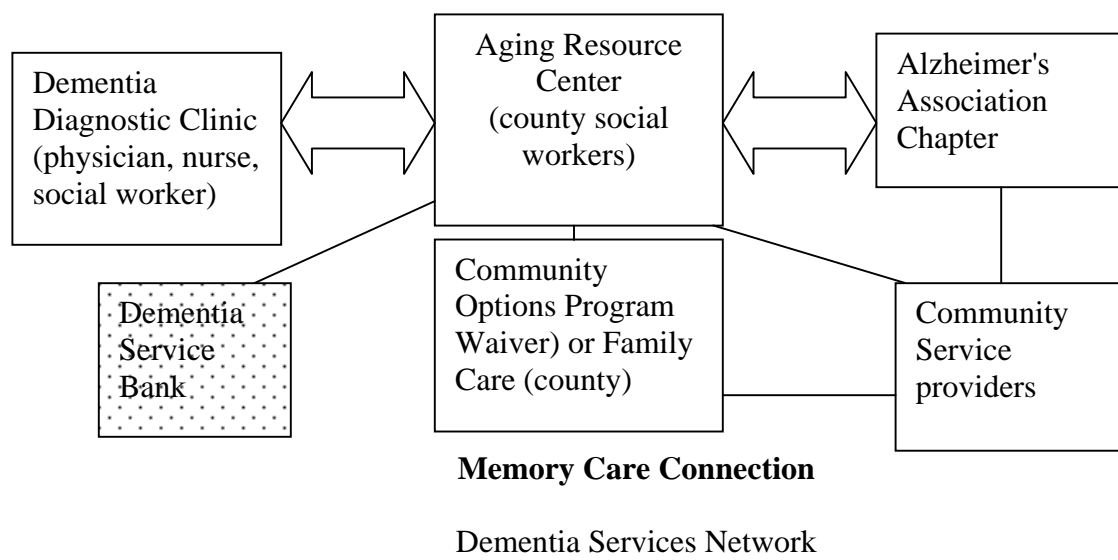 Dementia
Diagnostic Clinic
(physician, nurse,
social worker)
Aging Resource
Center
(county social
workers)
Alzheimer's
Association
Chapter
Dementia
Service
Bank
Community
Options Program
Waiver) or Family
Care (county)
Community
Service
providers
Memory Care Connection
Dementia Services Network